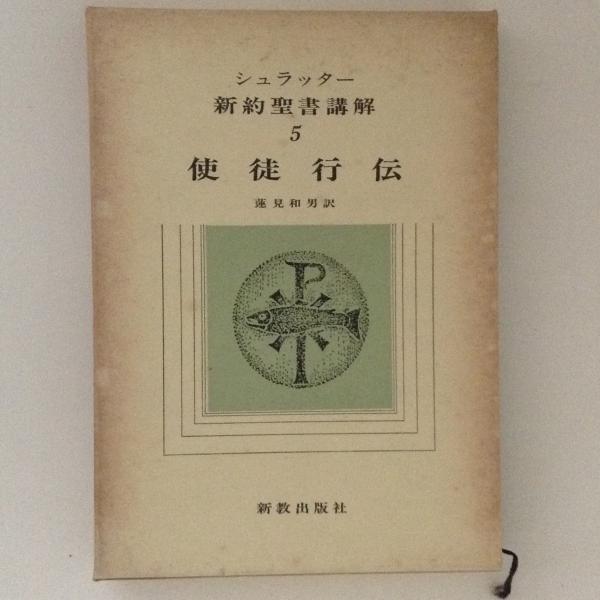 シュラッター
新約聖書講解
5
使徒行伝
蓮見和男訳
新教出版社